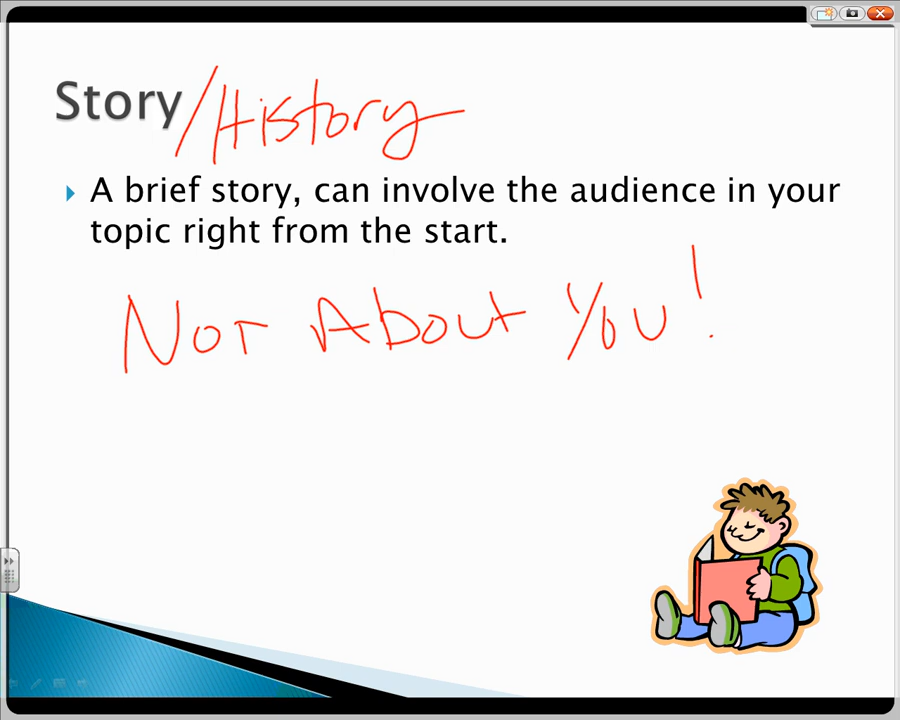 Story/History
A brief story, can involve the audience in your
topic right from the start.
Not About You!